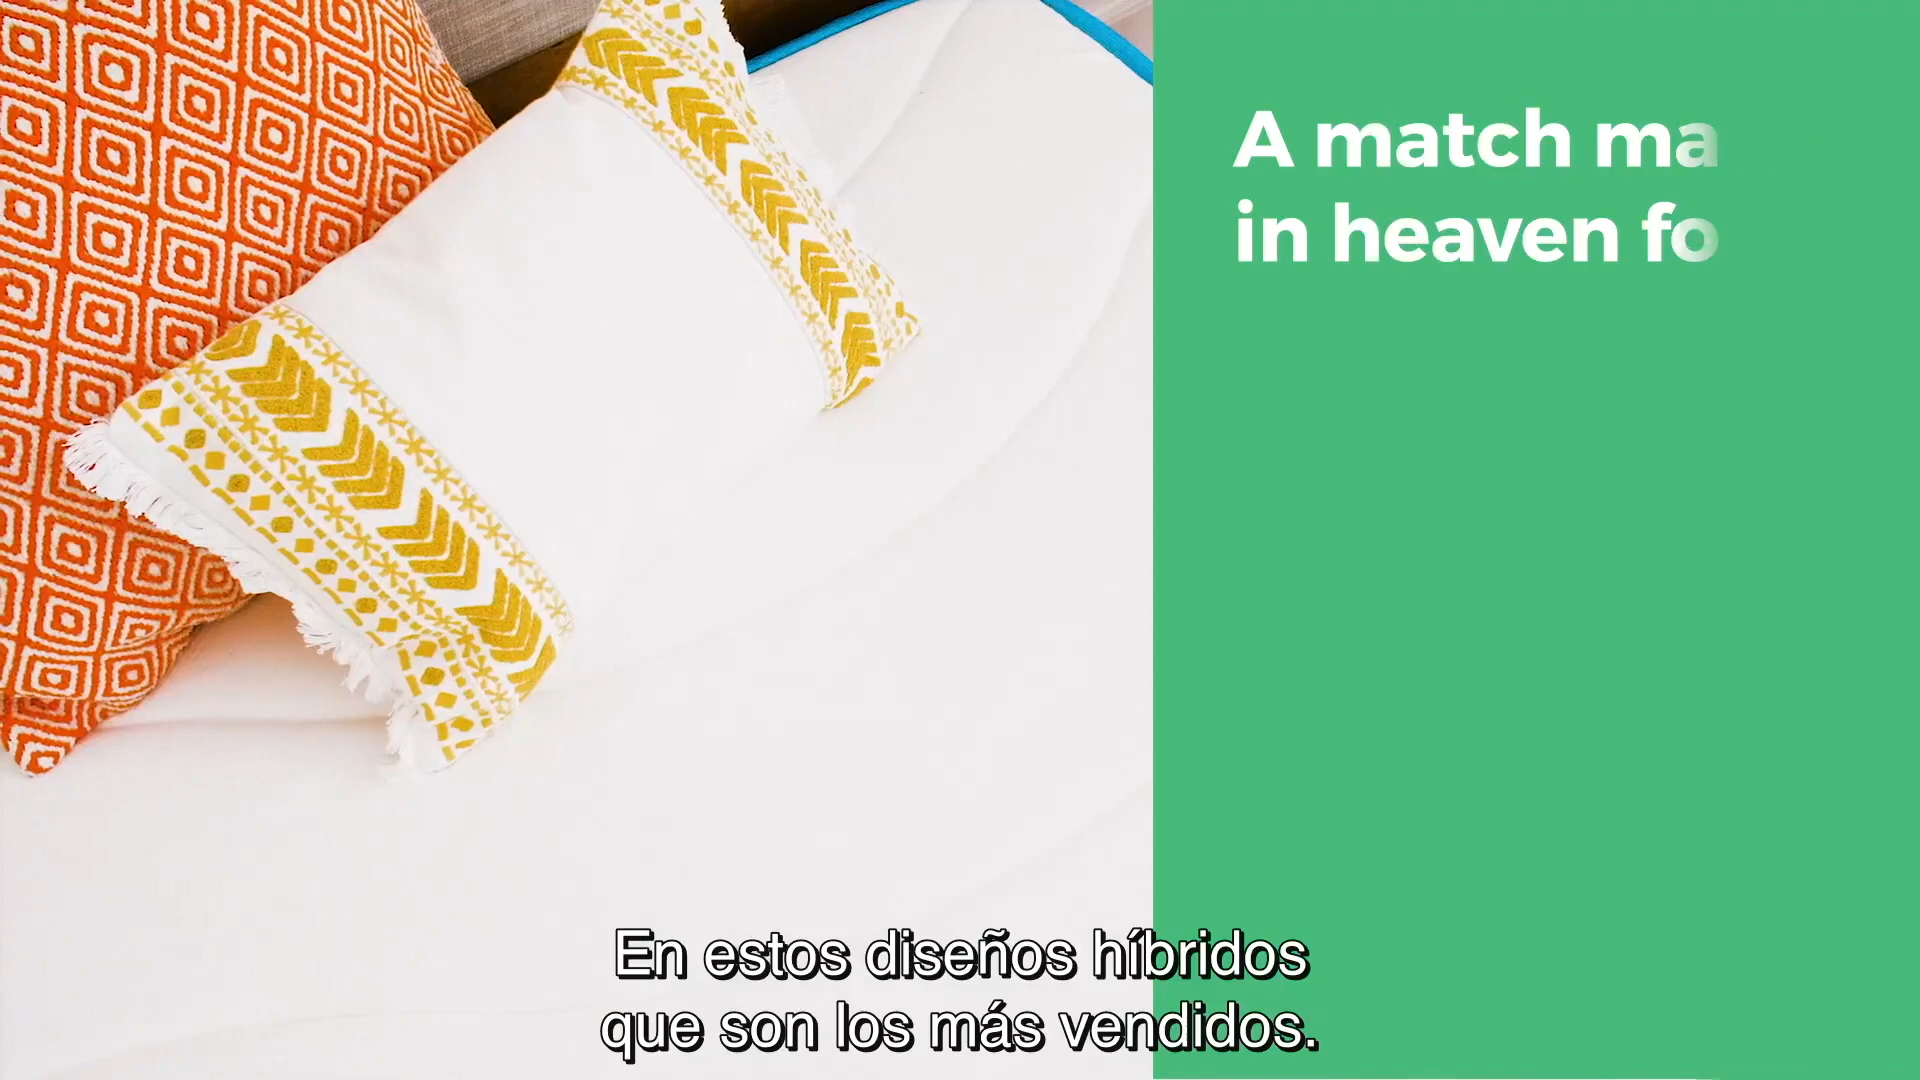 A match ma
in heaven fo
En estos diseños híbridos
que son los más vendidos.